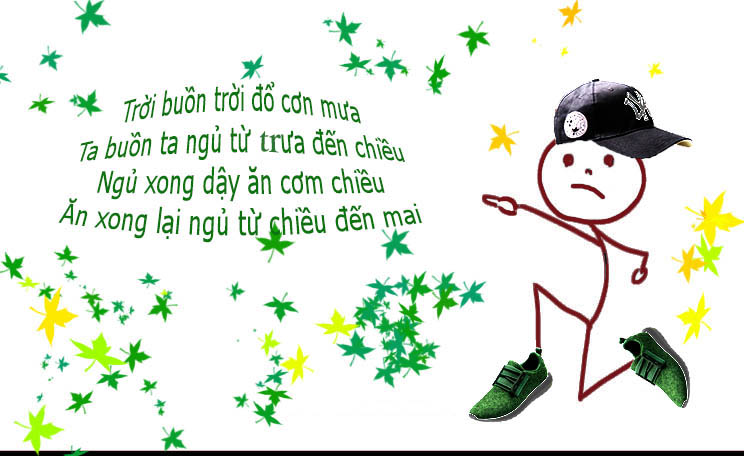 Trời buồn trời đổ cơn mưa
Ta buồn ta ngủ từ trưa đến chiều
Ngủ xong dậy ăn cơm chiều
Ăn xong lại ngủ từ chiều đến mai
NY